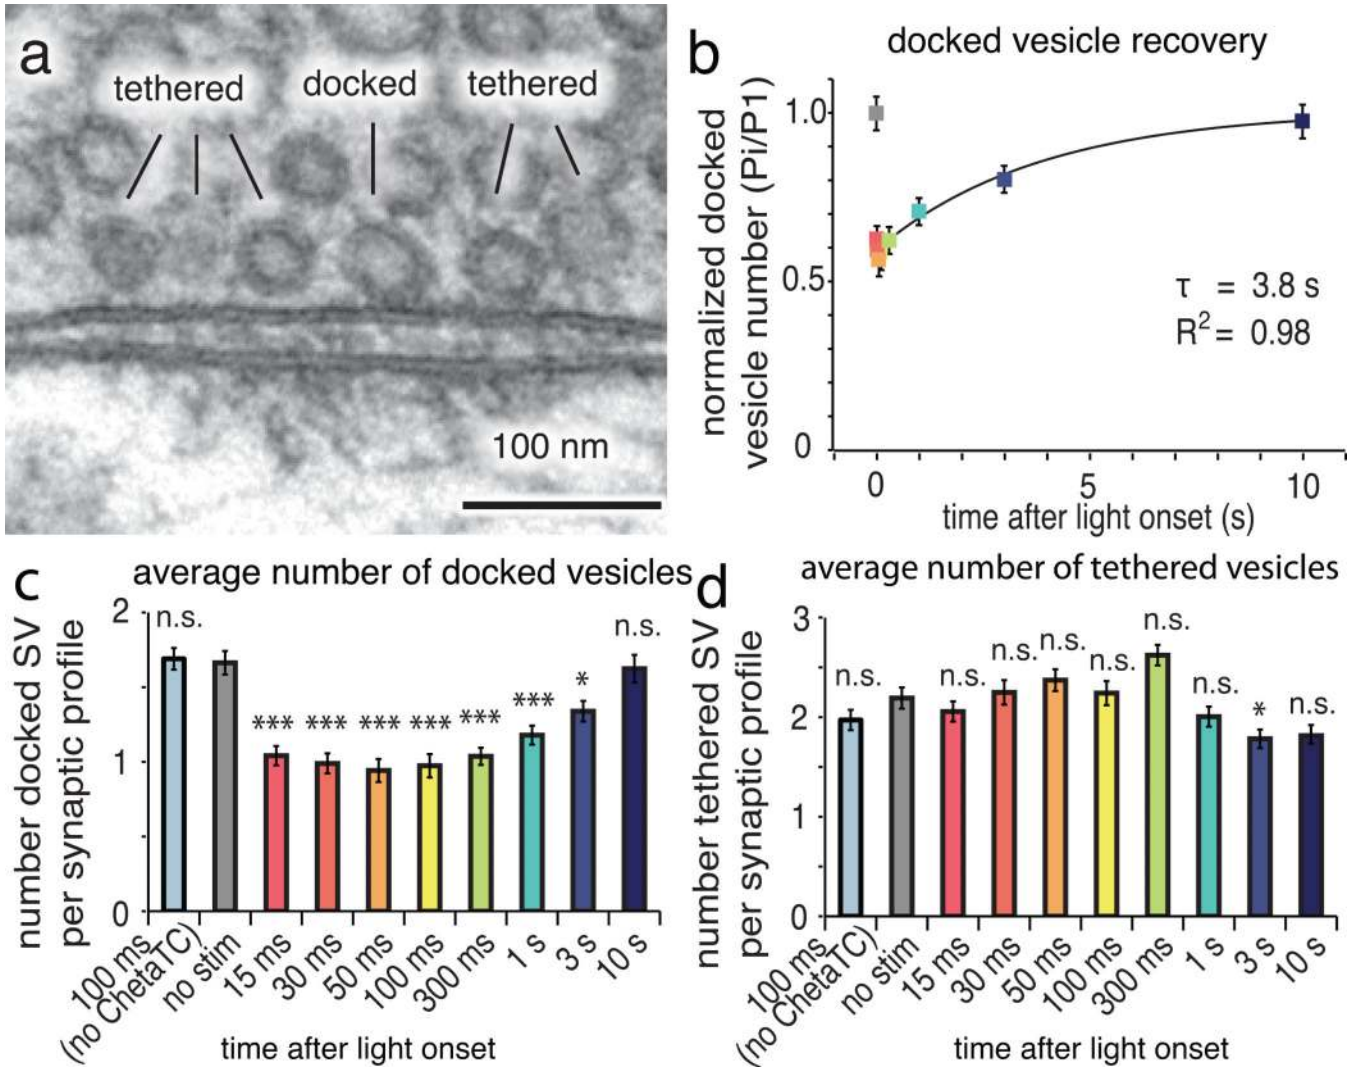 a
tethered
docked
tethered
100 nm
b
docked vesicle recovery
normalized docked
vesicle number (Pi/P1)
1.0
0.5
0
τ = 3.8 s
R² = 0.98
0
5
10
time after light onset (s)
c
average number of docked vesicles
number docked SV
per synaptic profile
2
1
0
n.s.
***
***
***
***
***
***
*
n.s.
100 ms
(no ChetaTC)
no stim
15 ms
30 ms
50 ms
100 ms
300 ms
1 s
3 s
10 s
time after light onset
d
average number of tethered vesicles
number tethered SV
per synaptic profile
3
2
1
0
n.s.
n.s.
n.s.
n.s.
n.s.
n.s.
n.s.
*
n.s.
100 ms
(no ChetaTC)
no stim
15 ms
30 ms
50 ms
100 ms
300 ms
1 s
3 s
10 s
time after light onset